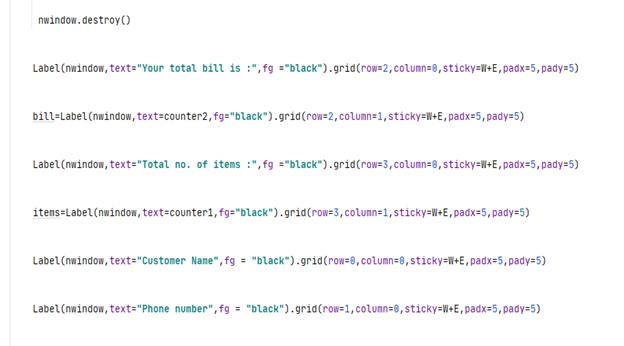 nwindow.destroy()
Label(nwindow,text="Your total bill is :",fg ="black").grid(row=2,column=0,sticky=W+E,padx=5,pady=5)
bill=Label(nwindow,text=counter2,fg="black").grid(row=2,column=1,sticky=W+E,padx=5,pady=5)
Label(nwindow,text="Total no. of items :",fg ="black").grid(row=3,column=0,sticky=W+E,padx=5,pady=5)
items=Label(nwindow,text=counter1,fg="black").grid(row=3,column=1,sticky=W+E,padx=5,pady=5)
Label(nwindow,text="Customer Name",fg = "black").grid(row=0,column=0,sticky=W+E,padx=5,pady=5)
Label(nwindow,text="Phone number",fg = "black").grid(row=1,column=0,sticky=W+E,padx=5,pady=5)